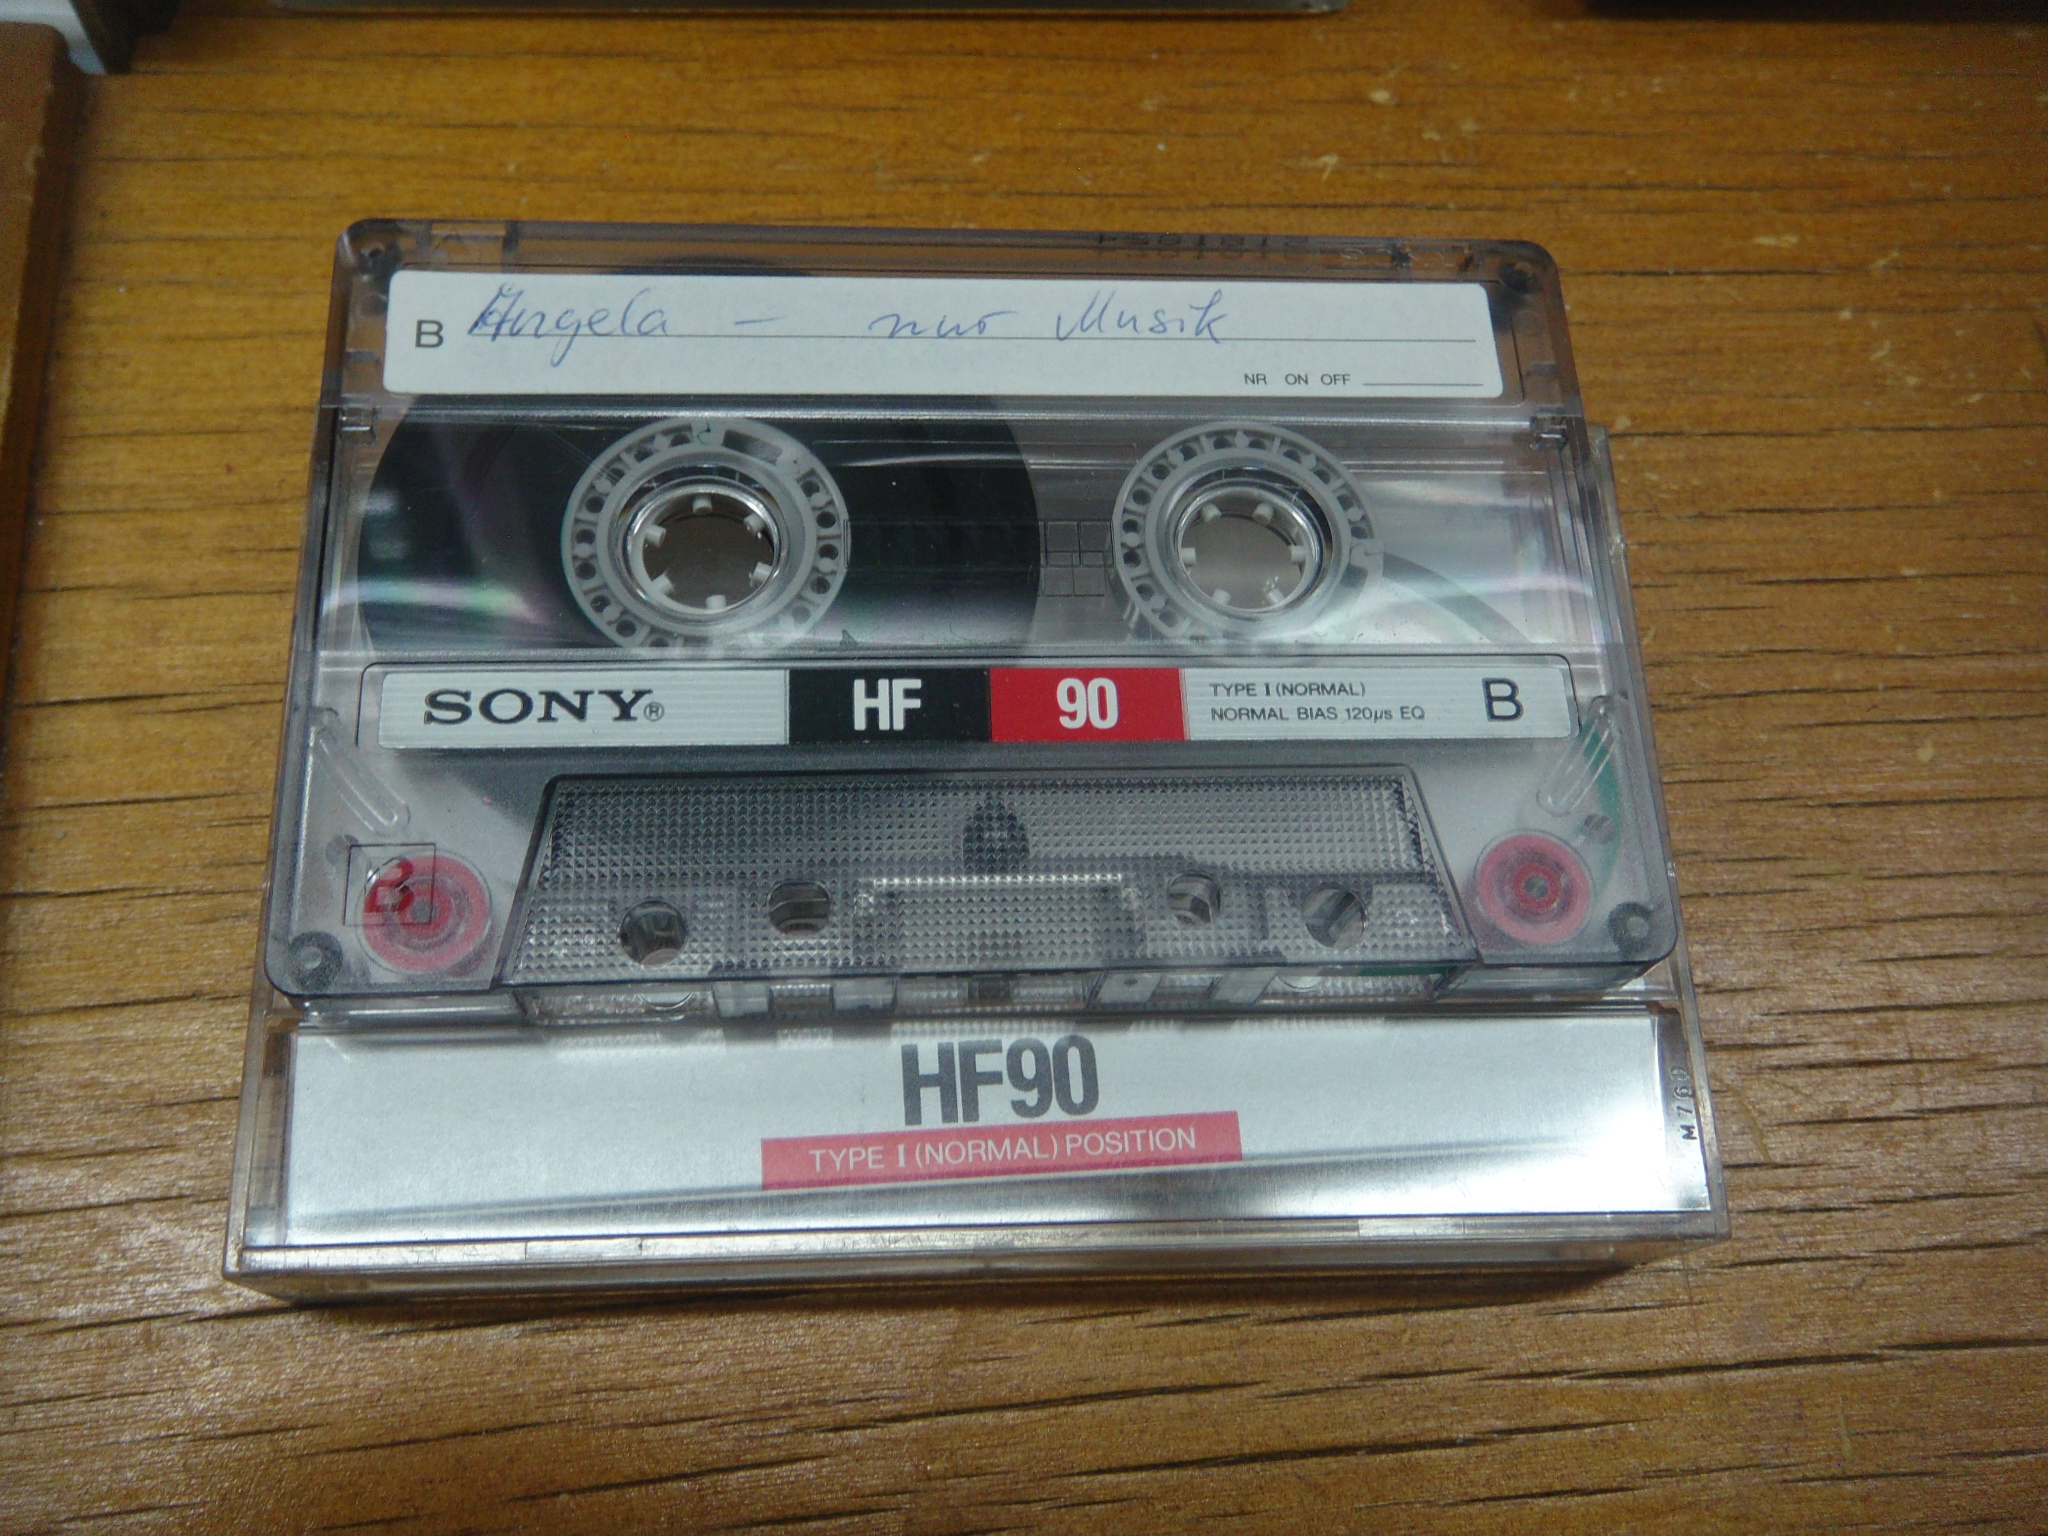 B Angela - nur Musik
NR ON OFF
SONY® HF 90 TYPE I (NORMAL) B
NORMAL BIAS 120µs EQ
B
HF90
TYPE I (NORMAL) POSITION
M760